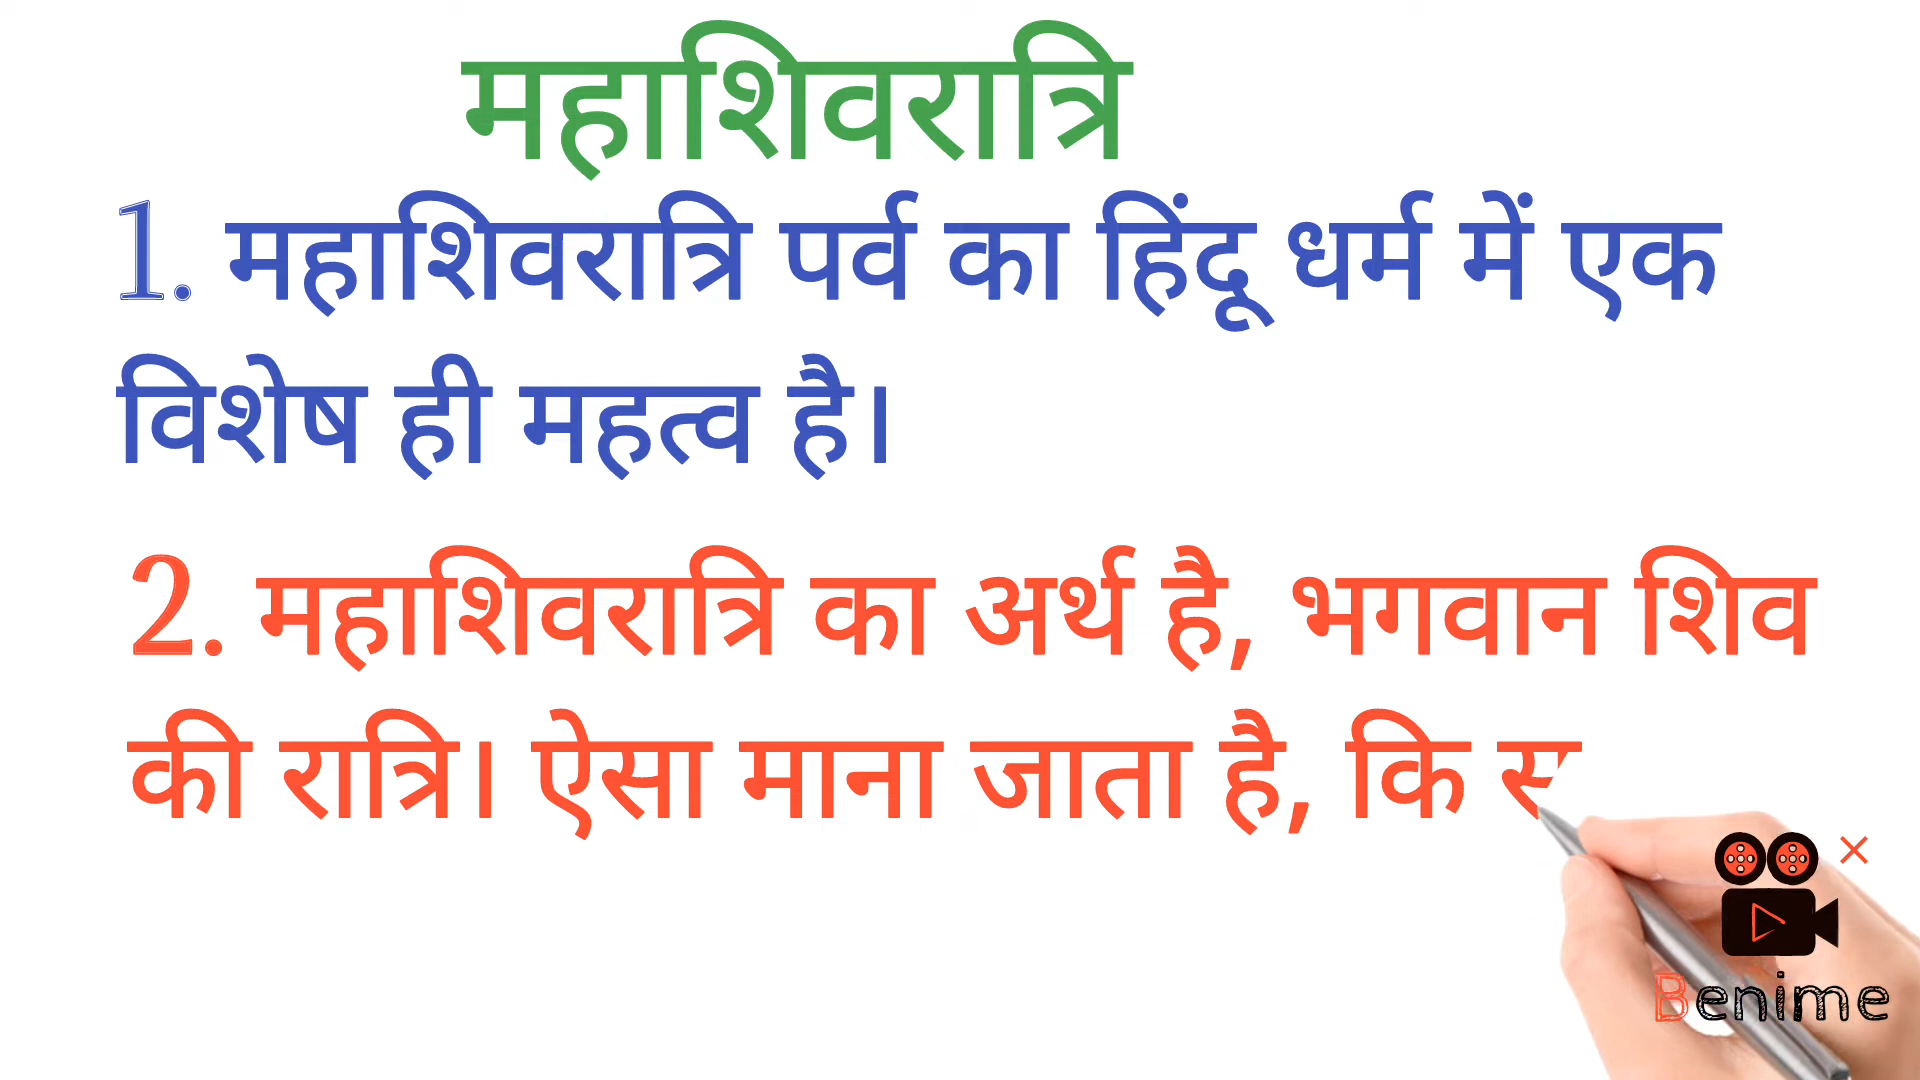 महाशिवरात्रि
1. महाशिवरात्रि पर्व का हिंदू धर्म में एक
विशेष ही महत्व है।
2. महाशिवरात्रि का अर्थ है, भगवान शिव
की रात्रि। ऐसा माना जाता है, कि
Benime